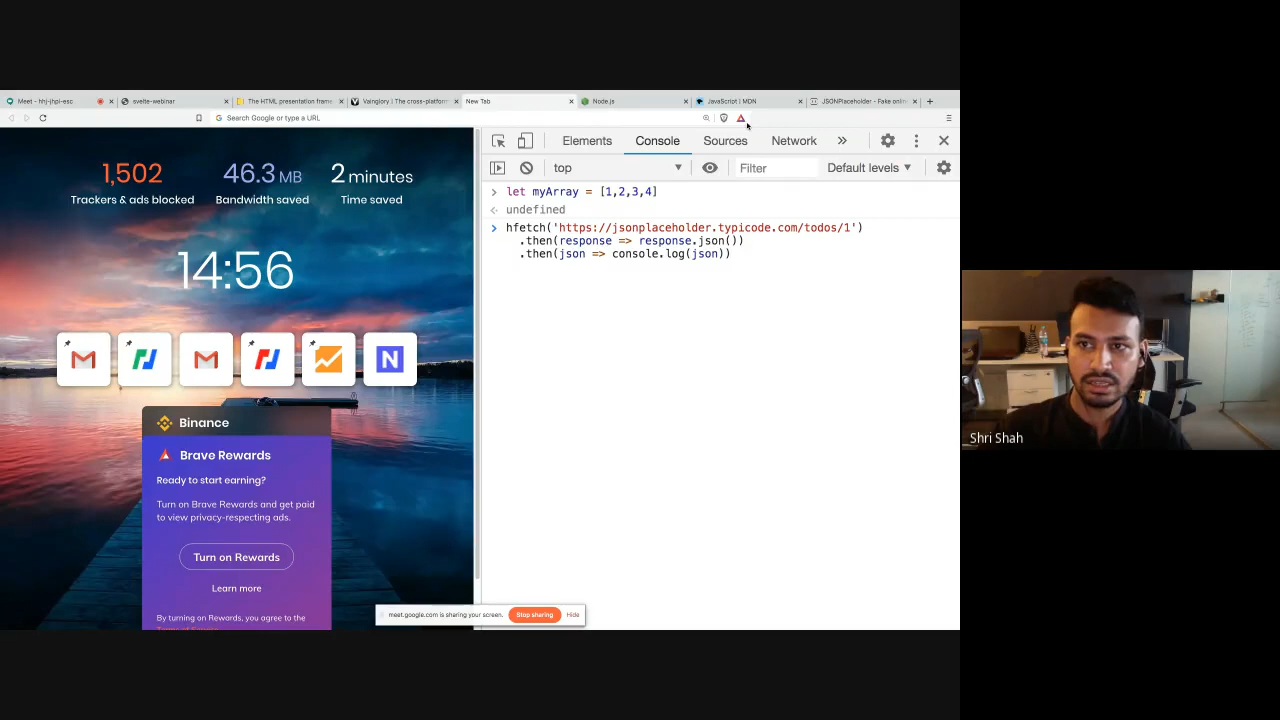 Meet - hhj-jhpi-esc
svelte-webinar
The HTML presentation frame
Vainglory | The cross-platform
New Tab
Node.js
JavaScript | MDN
JSONPlaceholder - Fake online
Search Google or type a URL
1,502
Trackers & ads blocked
46.3 MB
Bandwidth saved
2 minutes
Time saved
14:56
Binance
Brave Rewards
Ready to start earning?
Turn on Brave Rewards and get paid
to view privacy-respecting ads.
Turn on Rewards
Learn more
By turning on Rewards, you agree to the
Elements
Console
Sources
Network
top
Filter
Default levels
let myArray = [1,2,3,4]
undefined
hfetch('https://jsonplaceholder.typicode.com/todos/1')
.then(response => response.json())
.then(json => console.log(json))
meet.google.com is sharing your screen.
Stop sharing
Hide
Shri Shah